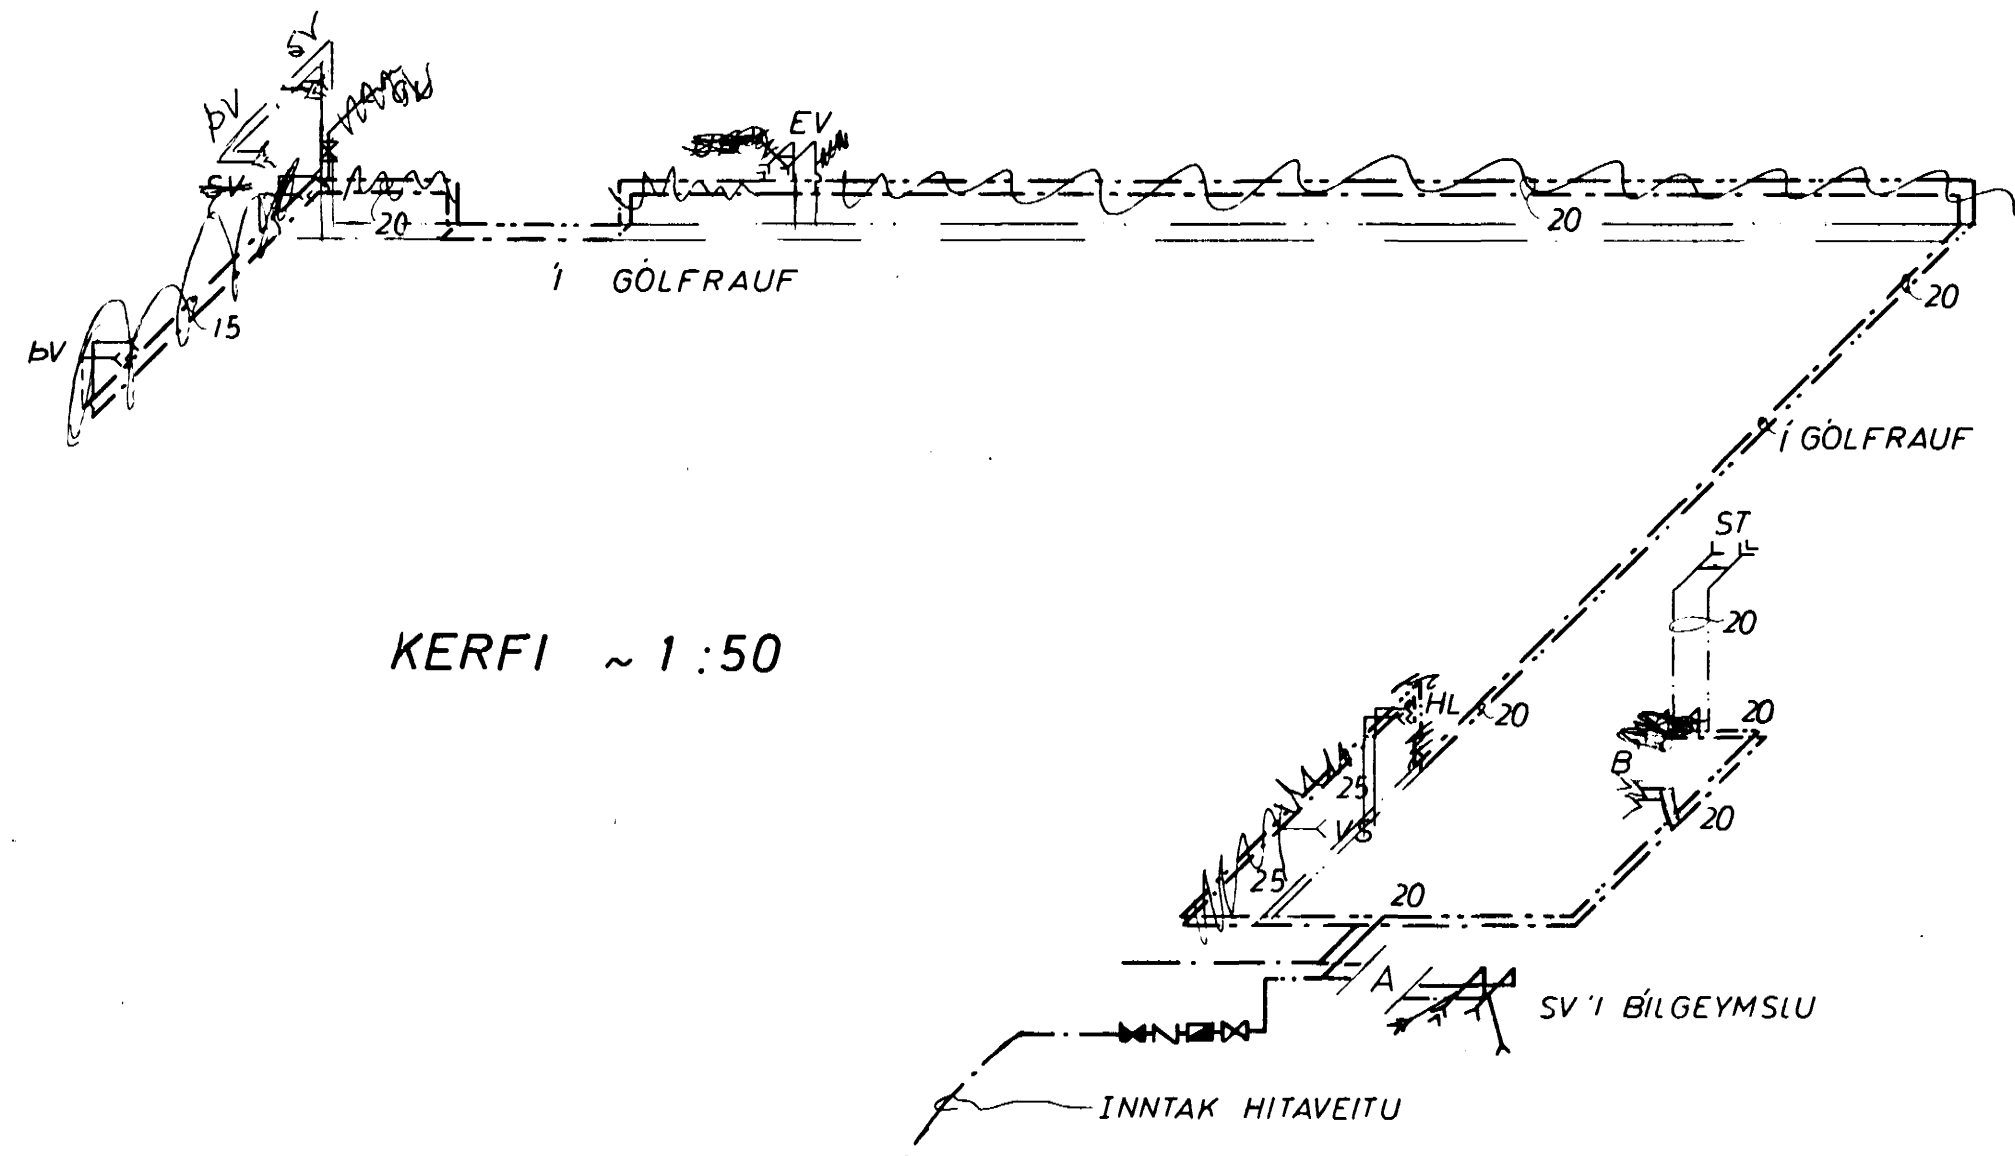 SV
ÞV
EV
SV
20
20
Í GÓLFRAUF
20
15
ÞV
Í GÓLFRAUF
ST
20
KERFI ~ 1:50
HL
20
20
B
25
VS
20
25
20
A
SV Í BÍLGEYMSLU
INNTAK HITAVEITU